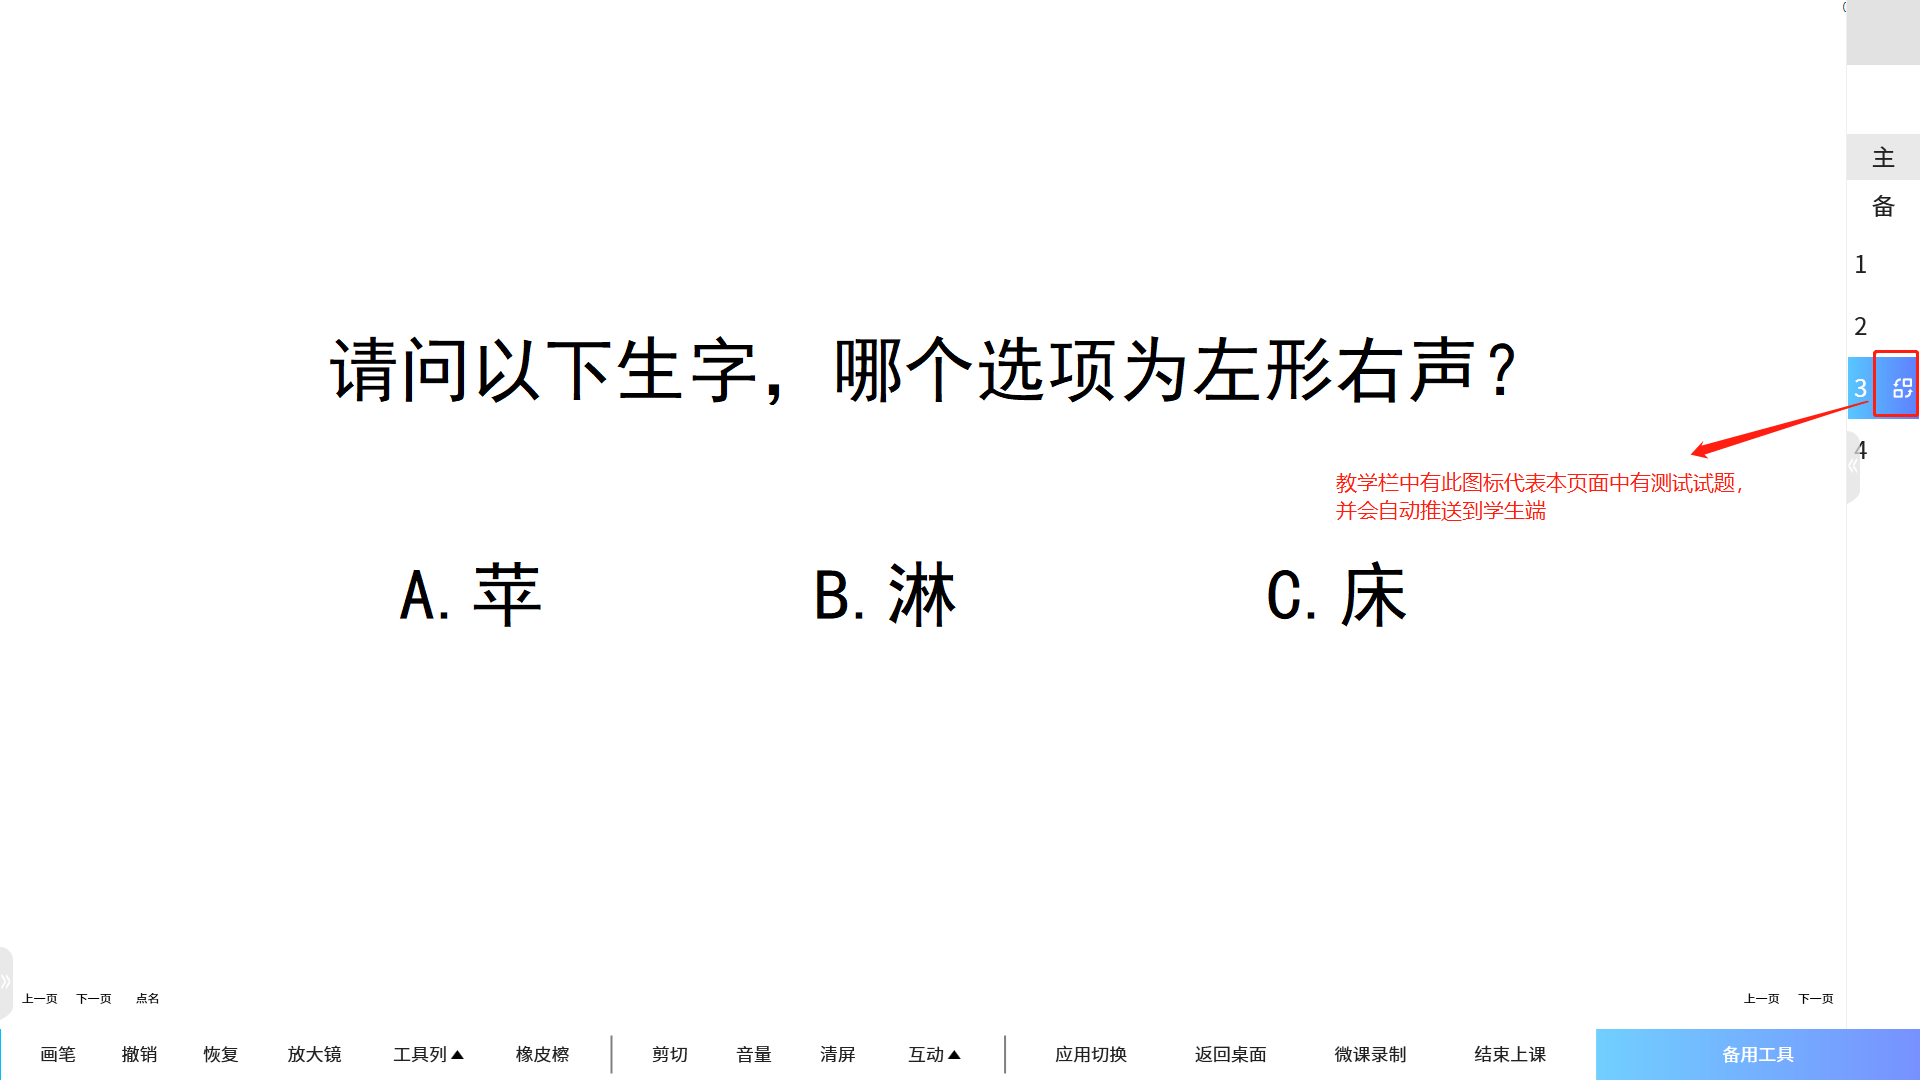 主
备
1
2
请问以下生字，哪个选项为左形右声？
3
4
教学栏中有此图标代表本页面中有测试试题，
并会自动推送到学生端
A.苹 B.淋 C.床
上一页 下一页 点名 上一页 下一页
画笔 撤销 恢复 放大镜 工具列▲ 橡皮檫 剪切 音量 清屏 互动▲ 应用切换 返回桌面 微课录制 结束上课 备用工具